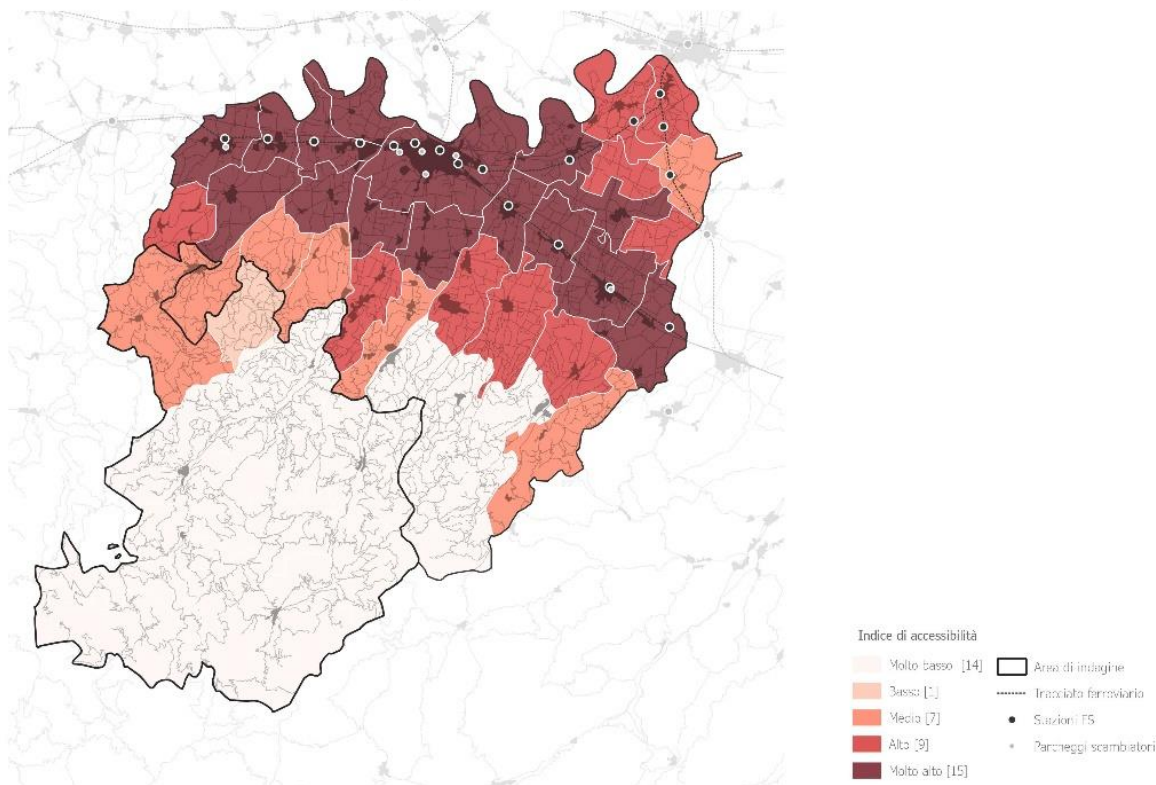 Indice di accessibilità
Molto basso [14]
Basso [1]
Medio [7]
Alto [9]
Molto alto [15]
Area di indagine
Tracciato ferroviario
Stazioni FS
Parcheggi scambiatori